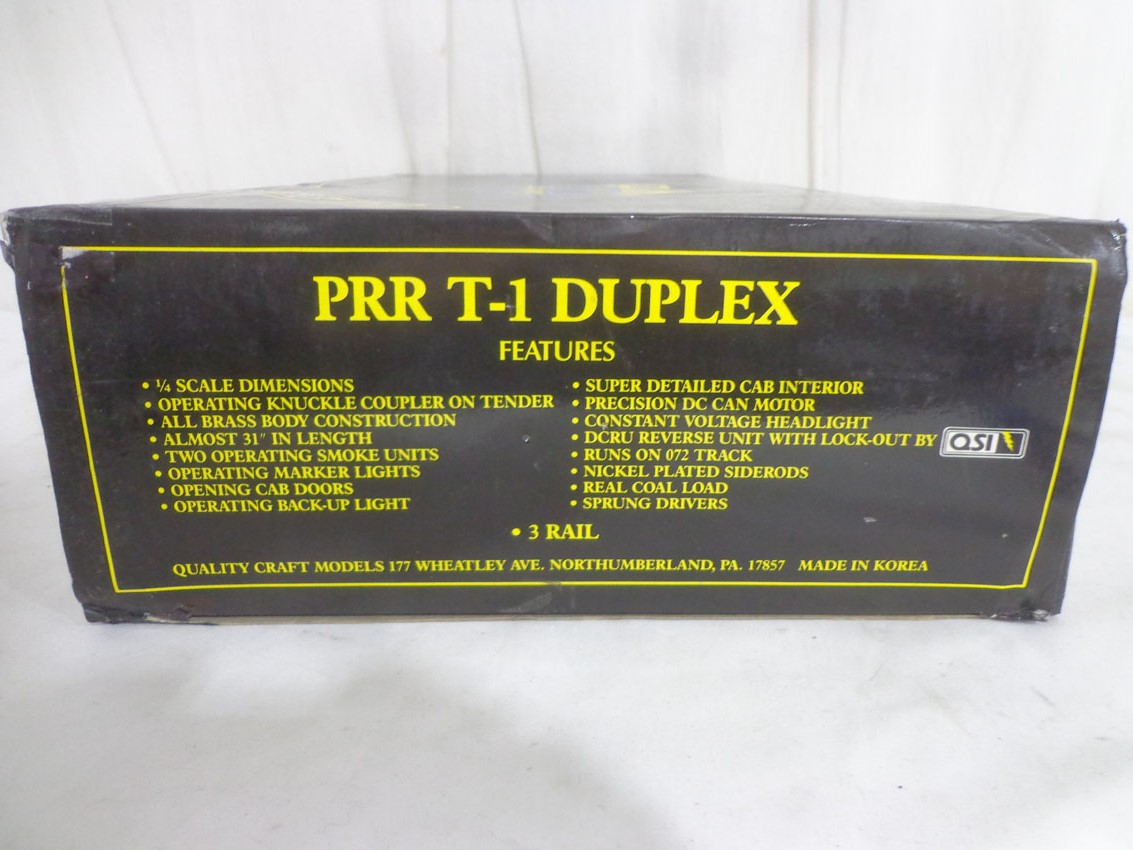 PRR T-1 DUPLEX
FEATURES
• ¼ SCALE DIMENSIONS
• OPERATING KNUCKLE COUPLER ON TENDER
• ALL BRASS BODY CONSTRUCTION
• ALMOST 31" IN LENGTH
• TWO OPERATING SMOKE UNITS
• OPERATING MARKER LIGHTS
• OPENING CAB DOORS
• OPERATING BACK-UP LIGHT
• SUPER DETAILED CAB INTERIOR
• PRECISION DC CAN MOTOR
• CONSTANT VOLTAGE HEADLIGHT
• DCRU REVERSE UNIT WITH LOCK-OUT BY QSI
• RUNS ON 072 TRACK
• NICKEL PLATED SIDERODS
• REAL COAL LOAD
• SPRUNG DRIVERS
• 3 RAIL
QUALITY CRAFT MODELS 177 WHEATLEY AVE. NORTHUMBERLAND, PA. 17857 MADE IN KOREA